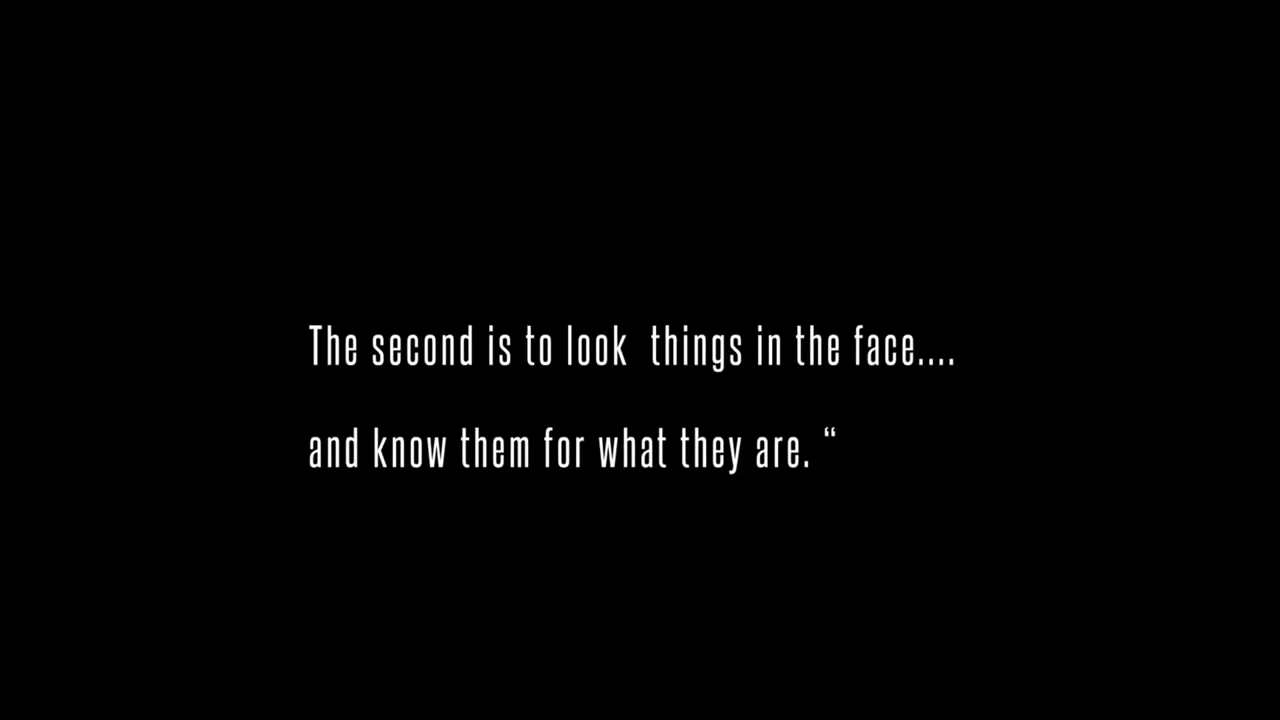 The second is to look  things in the face....
and know them for what they are. “